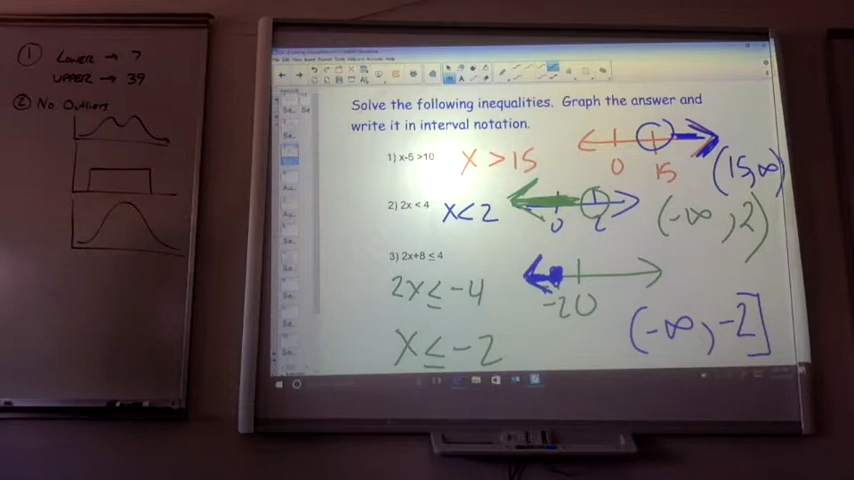 ① LOWER → 7
UPPER → 39
② No Outliers
Solve the following inequalities. Graph the answer and
write it in interval notation.
1) x-5 >10
x > 15
0 15
(15,∞)
2) 2x < 4
x < 2
0 2
(-∞, 2)
3) 2x+8 ≤ 4
2x ≤ -4
-2 0
x ≤ -2
(-∞, -2]